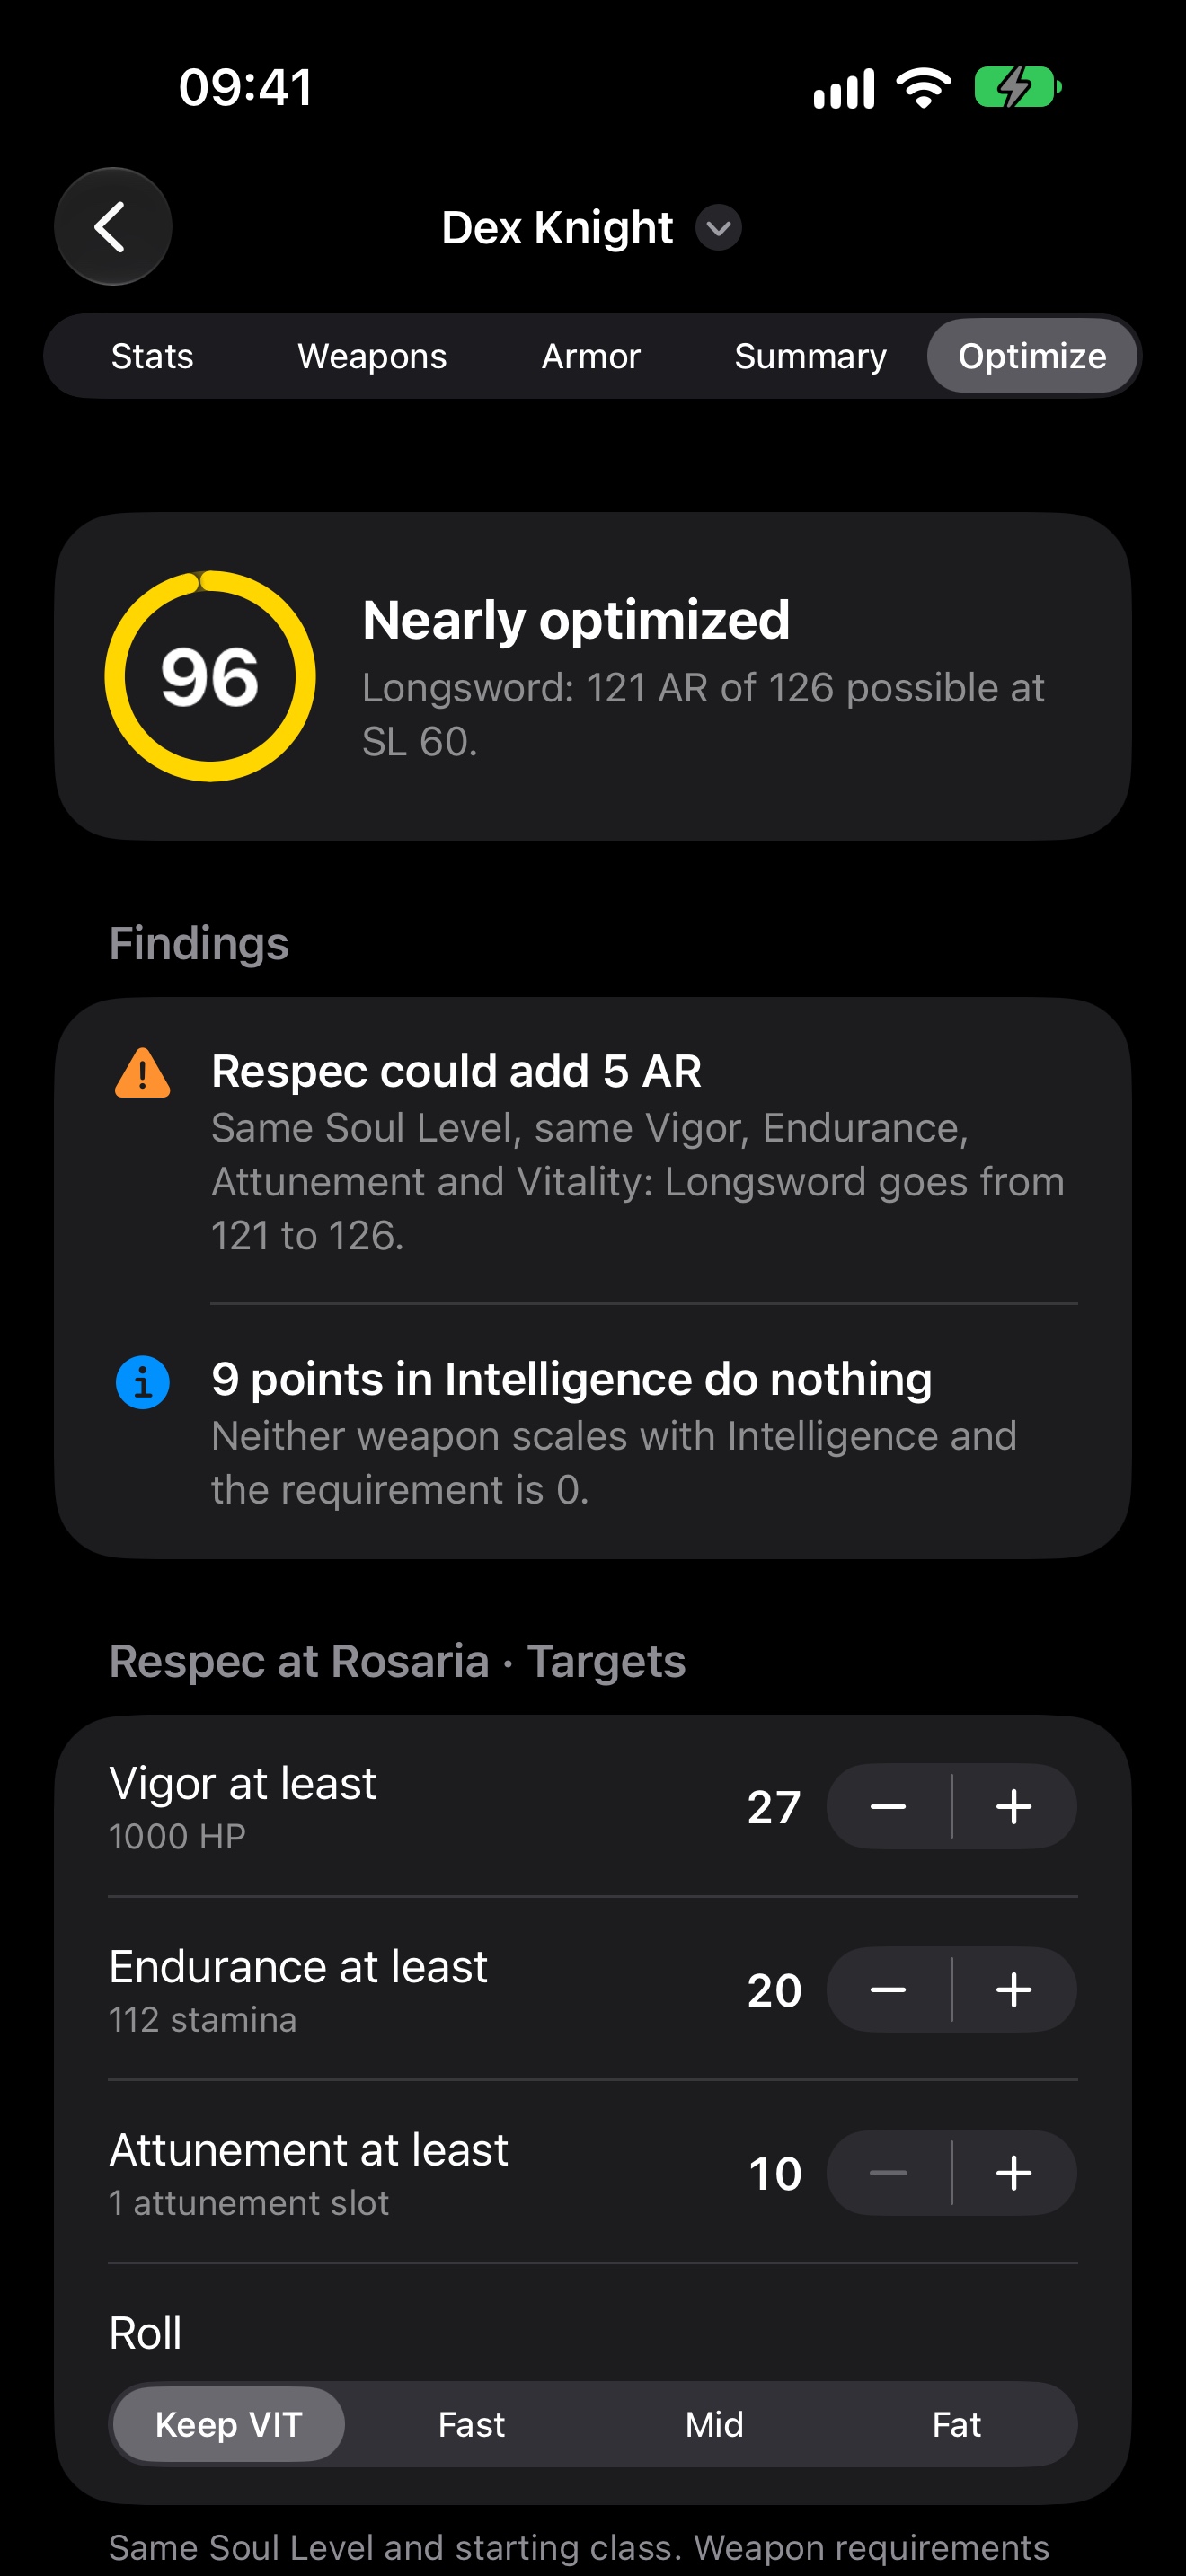 09:41
Dex Knight
Stats Weapons Armor Summary Optimize
96
Nearly optimized
Longsword: 121 AR of 126 possible at
SL 60.
Findings
Respec could add 5 AR
Same Soul Level, same Vigor, Endurance,
Attunement and Vitality: Longsword goes from
121 to 126.
9 points in Intelligence do nothing
Neither weapon scales with Intelligence and
the requirement is 0.
Respec at Rosaria · Targets
Vigor at least
1000 HP
27
Endurance at least
112 stamina
20
Attunement at least
1 attunement slot
10
Roll
Keep VIT Fast Mid Fat
Same Soul Level and starting class. Weapon requirements